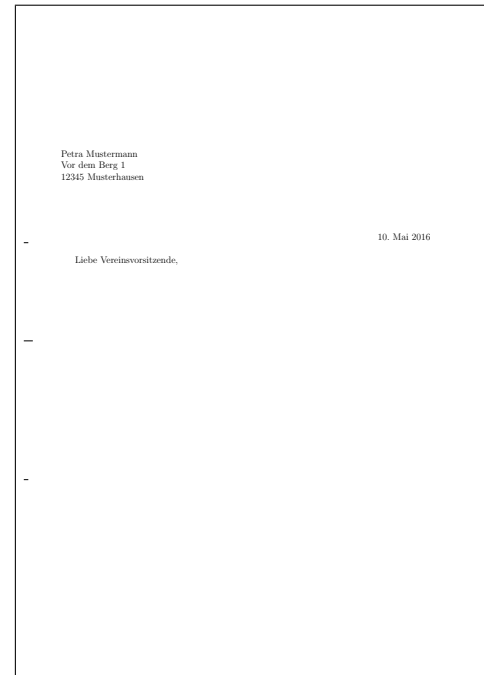 Petra Mustermann
Vor dem Berg 1
12345 Musterhausen
10. Mai 2016
Liebe Vereinsvorsitzende,